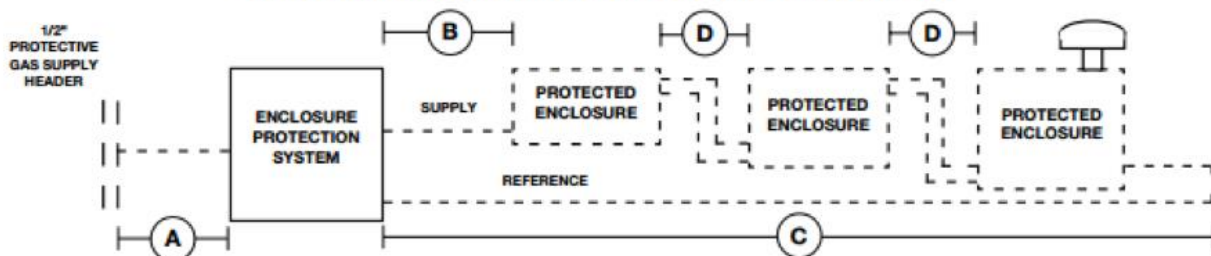 1/2"
PROTECTIVE
GAS SUPPLY
HEADER
A
ENCLOSURE
PROTECTION
SYSTEM
B
SUPPLY
REFERENCE
PROTECTED
ENCLOSURE
D
PROTECTED
ENCLOSURE
D
PROTECTED
ENCLOSURE
C